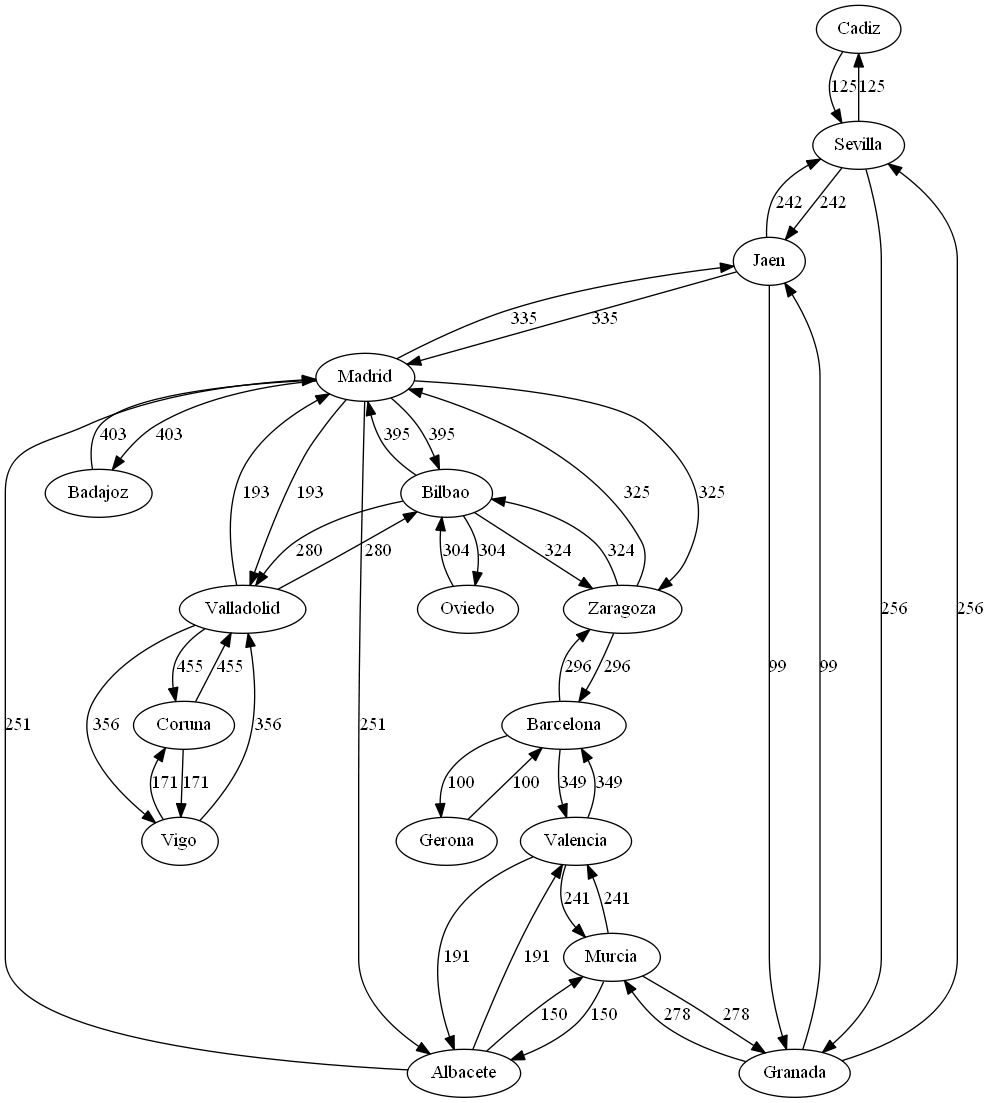 Cadiz
125 125
Sevilla
242 242
Jaen
335 335
Madrid
403 403 395 395
Badajoz Bilbao
193 193 325 325
280 280 304 304 324 324
Valladolid Oviedo Zaragoza
256 256
455 455 296 296 99 99
251 356 Coruna 356 251 Barcelona
171 171 100 100 349 349
Vigo Gerona Valencia
241 241
191 191 Murcia
150 150 278 278
Albacete Granada